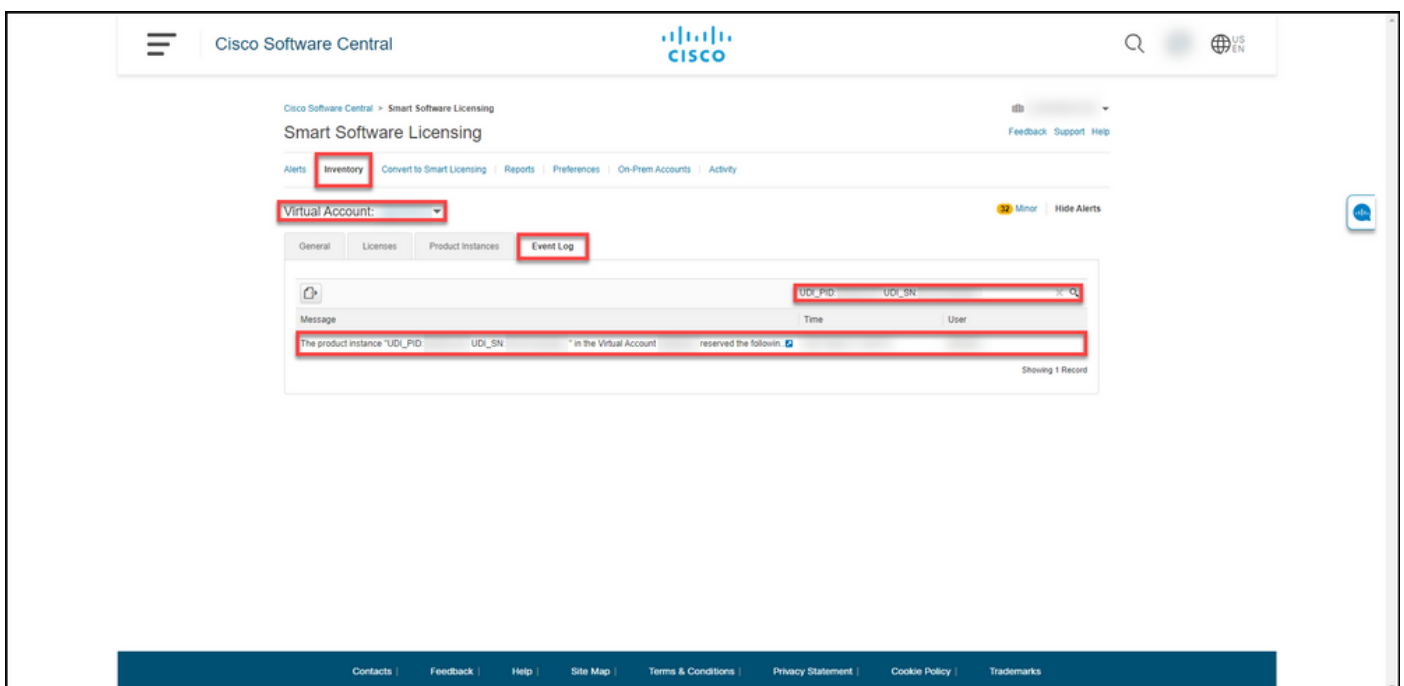 Cisco Software Central
CISCO
US
EN
Cisco Software Central > Smart Software Licensing
Smart Software Licensing
Feedback Support Help
Alerts Inventory Convert to Smart Licensing | Reports | Preferences | On-Prem Accounts | Activity
Virtual Account:
32 Minor | Hide Alerts
General Licenses Product Instances Event Log
UDI_PID: UDI_SN:
Message Time User
The product instance "UDI_PID: UDI_SN: " in the Virtual Account reserved the followin..
Showing 1 Record
Contacts | Feedback | Help | Site Map | Terms & Conditions | Privacy Statement | Cookie Policy | Trademarks